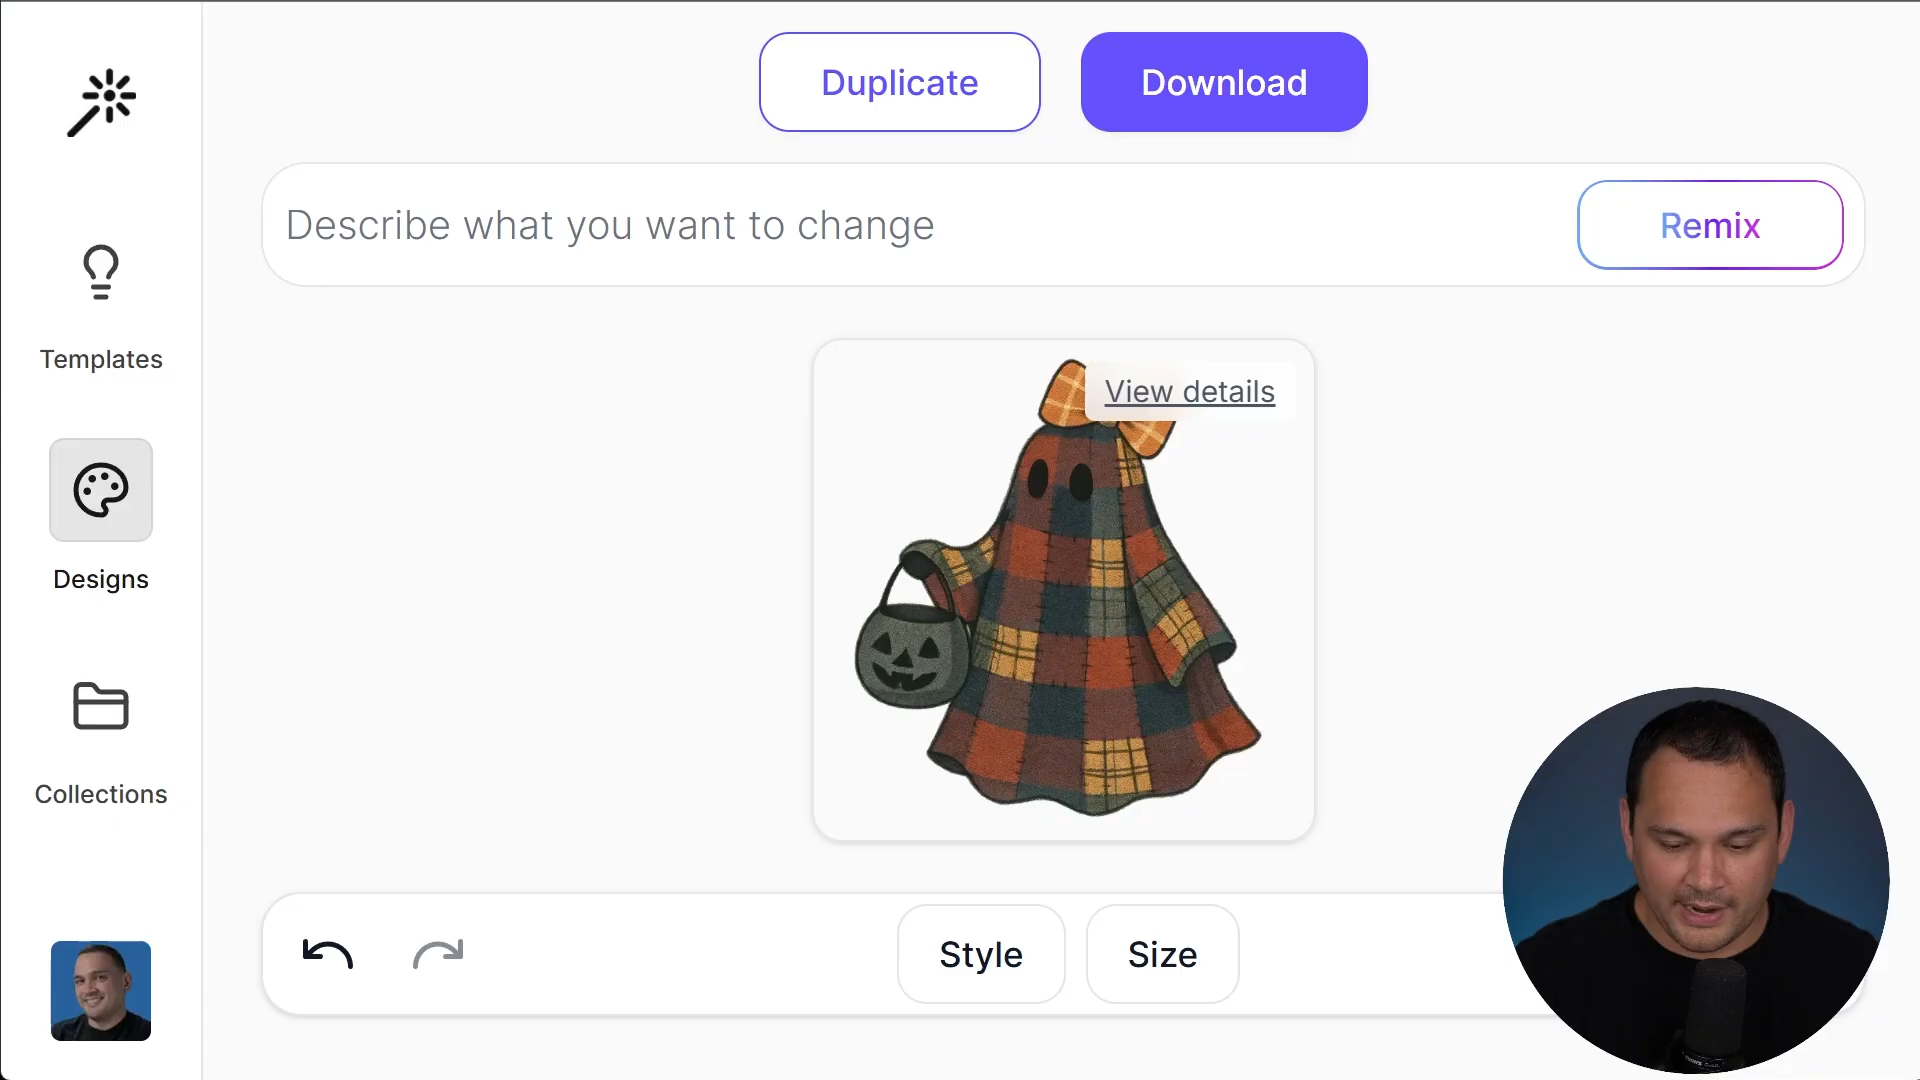 Duplicate
Download
Describe what you want to change
Remix
Templates
View details
Designs
Collections
Style
Size